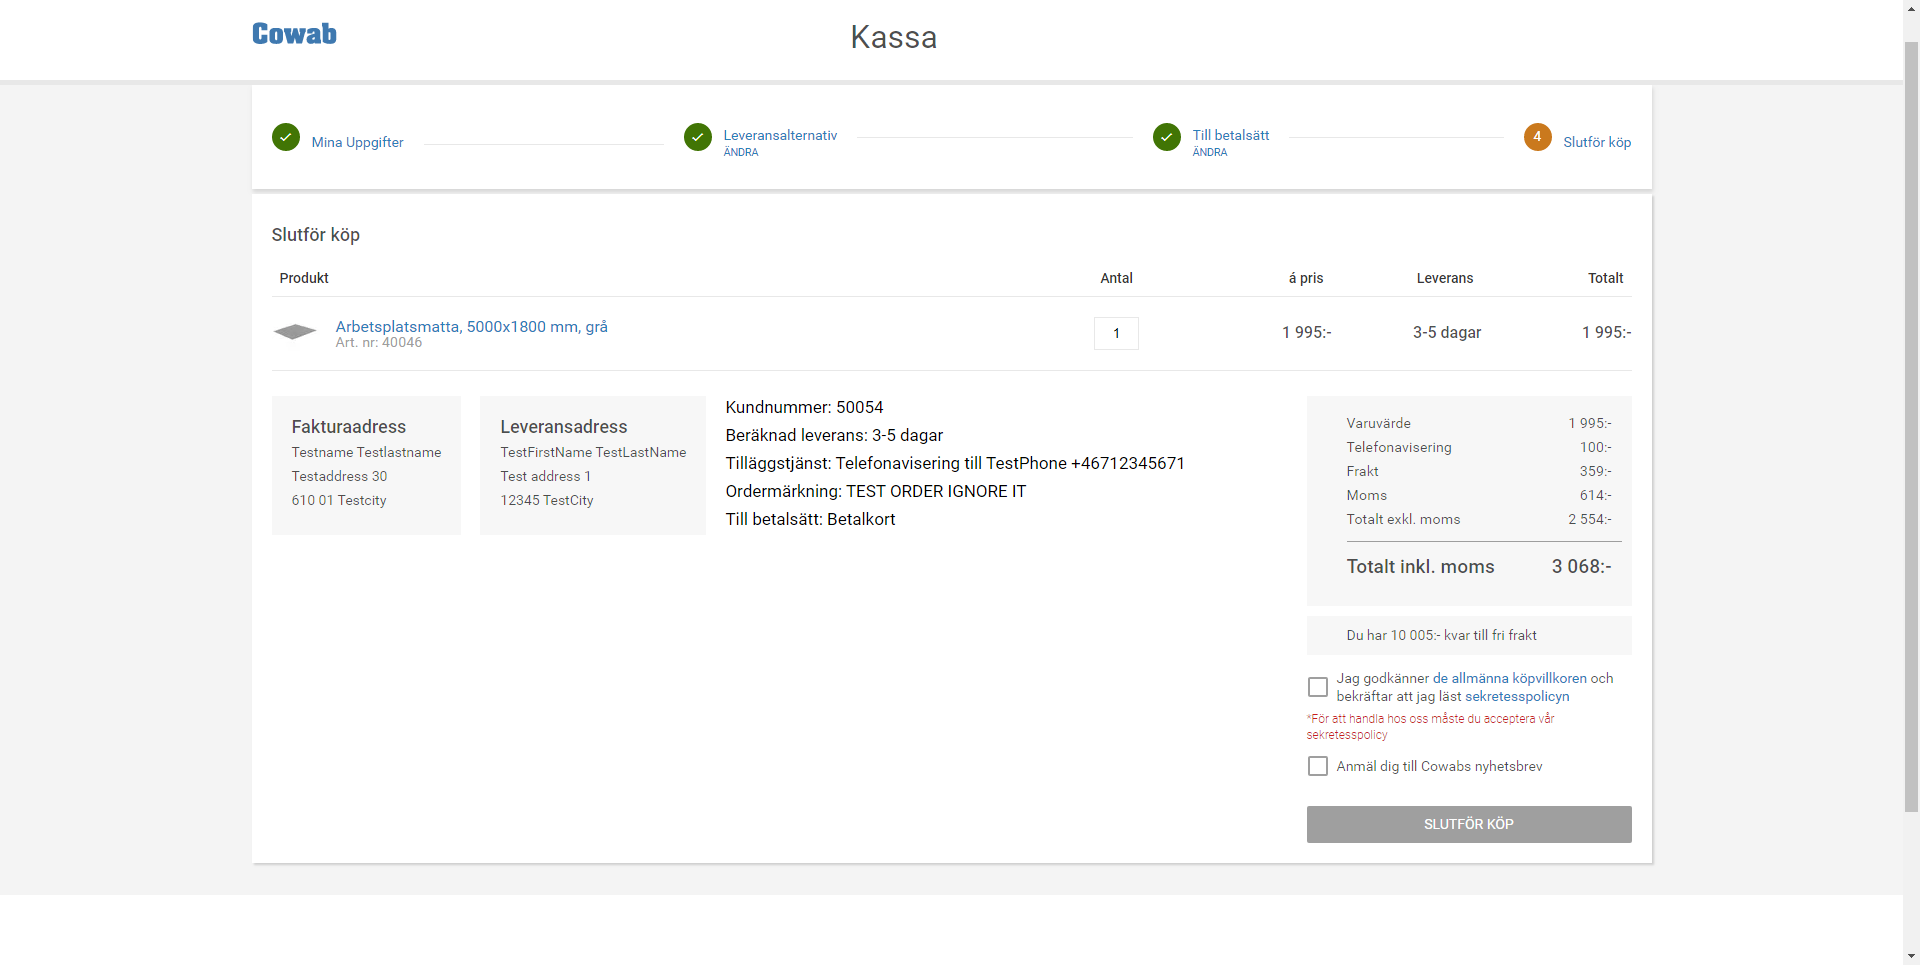 Cowab
Kassa
Mina Uppgifter
Leveransalternativ
ÄNDRA
Till betalsätt
ÄNDRA
4
Slutför köp
Slutför köp
Produkt Antal á pris Leverans Totalt
Arbetsplatsmatta, 5000x1800 mm, grå
Art. nr: 40046
1
1 995:-
3-5 dagar
1 995:-
Fakturaadress
Testname Testlastname
Testaddress 30
610 01 Testcity
Leveransadress
TestFirstName TestLastName
Test address 1
12345 TestCity
Kundnummer: 50054
Beräknad leverans: 3-5 dagar
Tilläggstjänst: Telefonavisering till TestPhone +46712345671
Ordermärkning: TEST ORDER IGNORE IT
Till betalsätt: Betalkort
Varuvärde 1 995:-
Telefonavisering 100:-
Frakt 359:-
Moms 614:-
Totalt exkl. moms 2 554:-
Totalt inkl. moms 3 068:-
Du har 10 005:- kvar till fri frakt
Jag godkänner de allmänna köpvillkoren och
bekräftar att jag läst sekretesspolicyn
*För att handla hos oss måste du acceptera vår
sekretesspolicy
Anmäl dig till Cowabs nyhetsbrev
SLUTFÖR KÖP